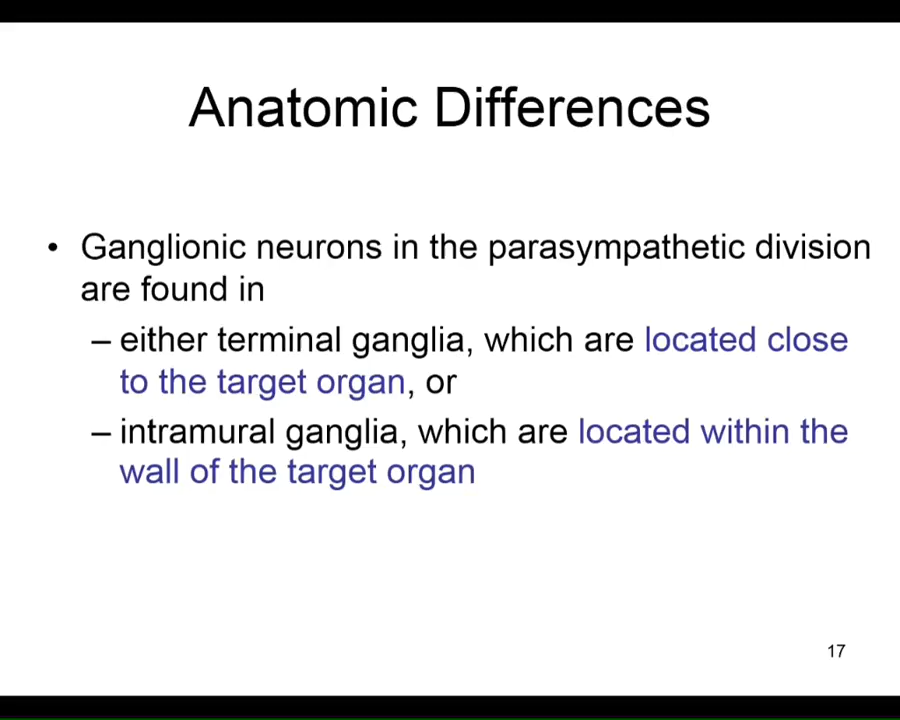 Anatomic Differences
• Ganglionic neurons in the parasympathetic division
are found in
– either terminal ganglia, which are located close
to the target organ, or
– intramural ganglia, which are located within the
wall of the target organ
17